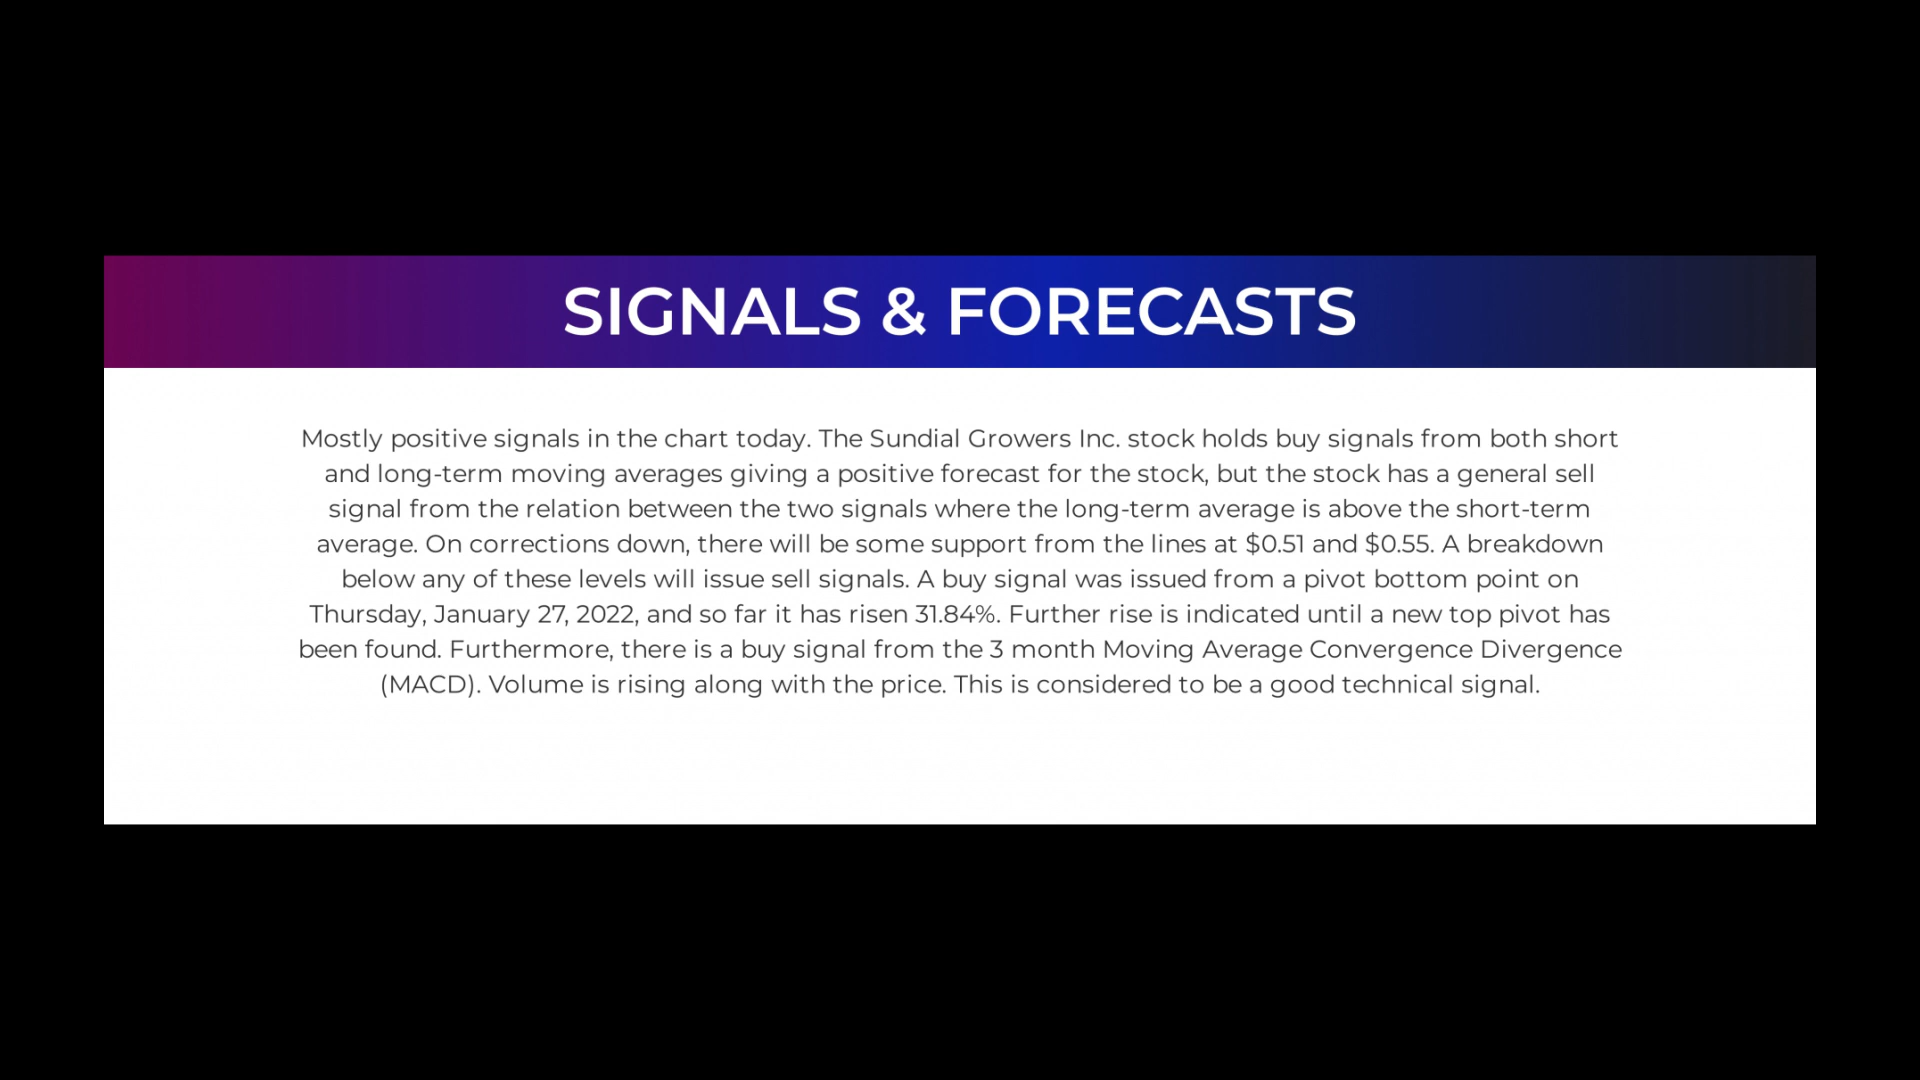 SIGNALS & FORECASTS
Mostly positive signals in the chart today. The Sundial Growers Inc. stock holds buy signals from both short
and long-term moving averages giving a positive forecast for the stock, but the stock has a general sell
signal from the relation between the two signals where the long-term average is above the short-term
average. On corrections down, there will be some support from the lines at $0.51 and $0.55. A breakdown
below any of these levels will issue sell signals. A buy signal was issued from a pivot bottom point on
Thursday, January 27, 2022, and so far it has risen 31.84%. Further rise is indicated until a new top pivot has
been found. Furthermore, there is a buy signal from the 3 month Moving Average Convergence Divergence
(MACD). Volume is rising along with the price. This is considered to be a good technical signal.